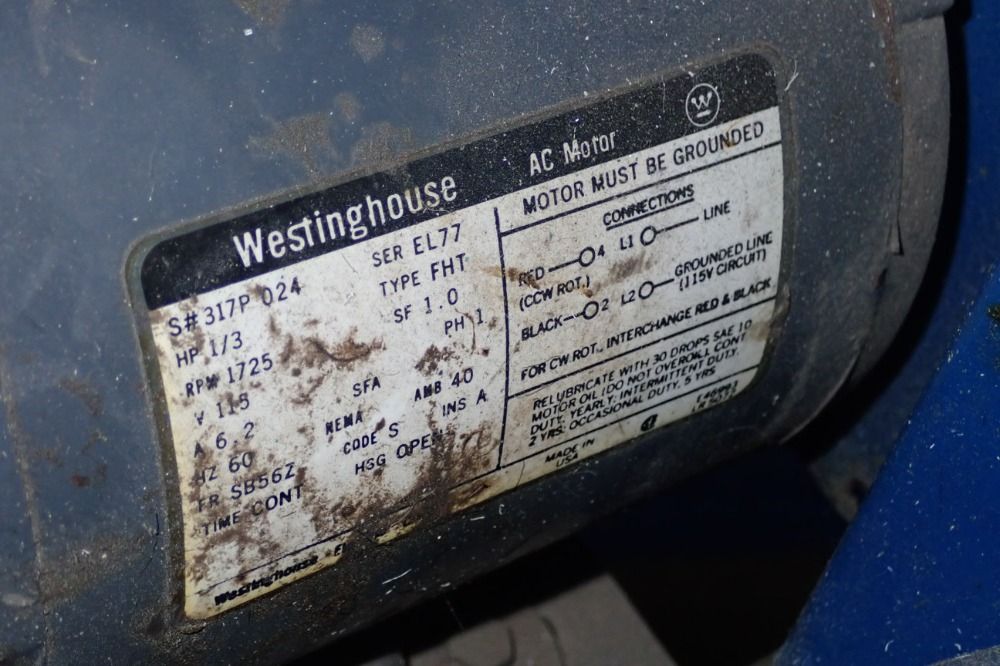 Westinghouse AC Motor W
S# 317P 024 SER EL77
HP 1/3 TYPE FHT
RPM 1725 SF 1.0
V 115 PH 1
A 6.2 SFA
HZ 60 NEMA AMB 40
FR SB56Z CODE S INS A
TIME CONT HSG OPEN
Westinghouse
MOTOR MUST BE GROUNDED
CONNECTIONS
RED 4 L1 LINE
(CCW ROT.)
BLACK 2 L2 GROUNDED LINE
(115V CIRCUIT)
FOR CW ROT., INTERCHANGE RED & BLACK
RELUBRICATE WITH 30 DROPS SAE 10
MOTOR OIL (DO NOT OVEROIL) CONT
DUTY, YEARLY: INTERMITTENT DUTY,
2 YRS: OCCASIONAL DUTY, 5 YRS
MADE IN
USA